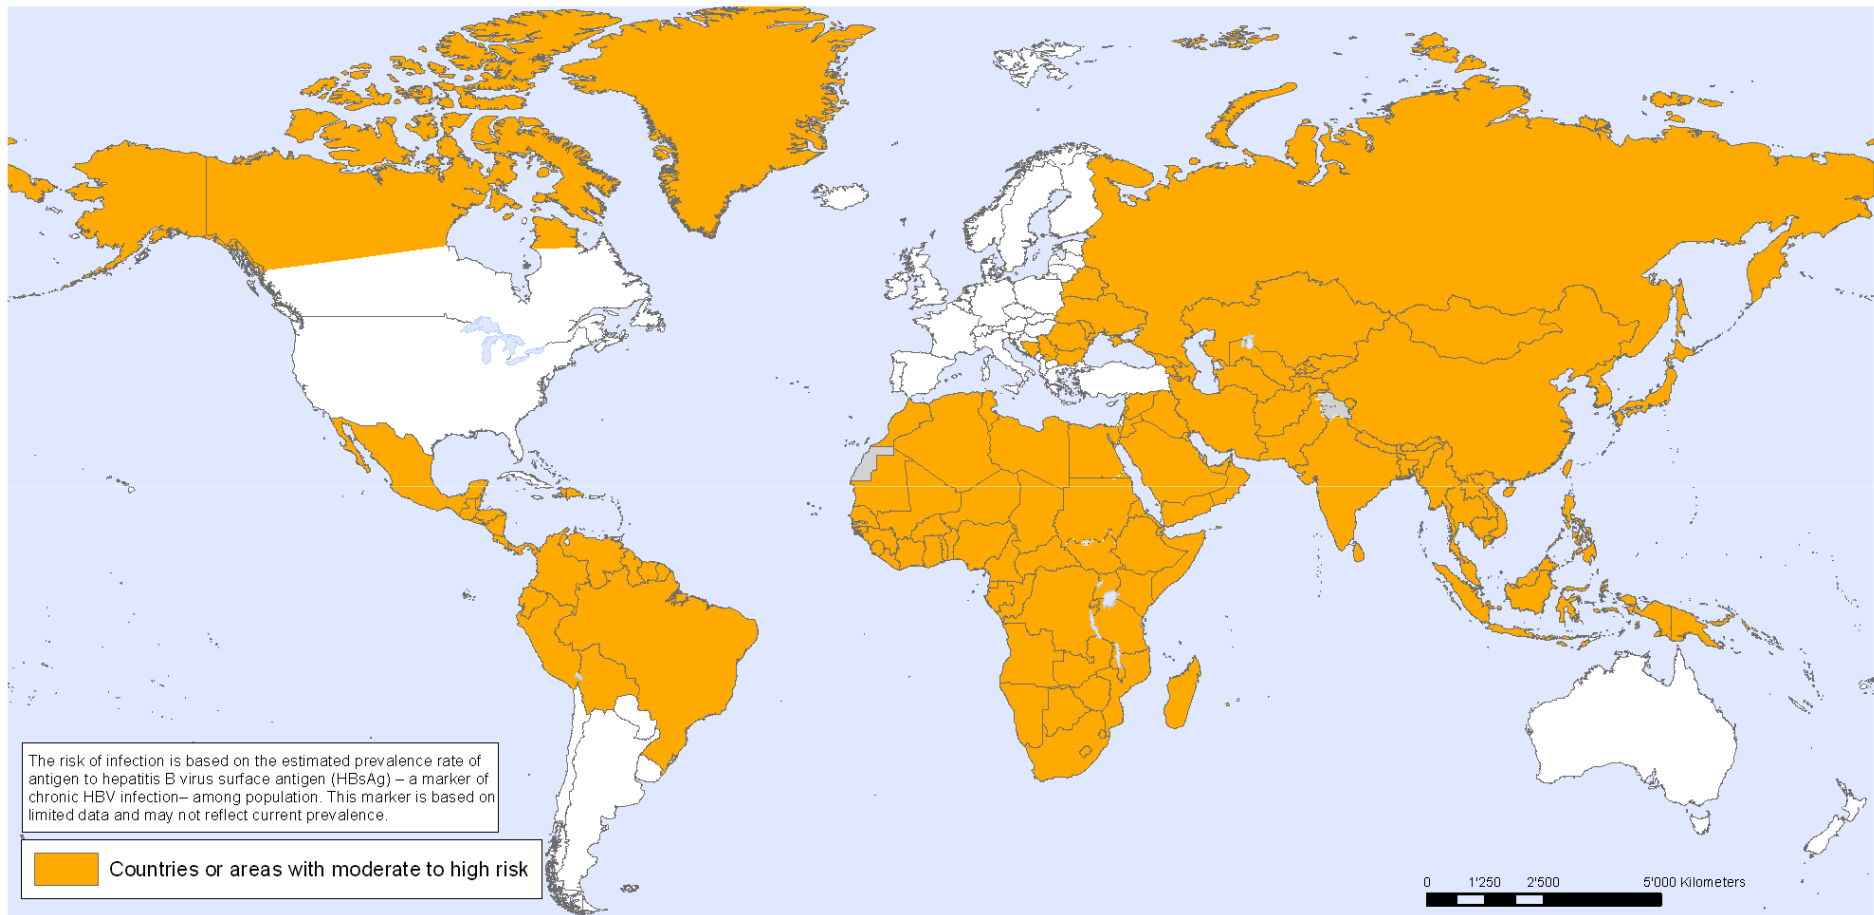 The risk of infection is based on the estimated prevalence rate of
antigen to hepatitis B virus surface antigen (HBsAg) – a marker of
chronic HBV infection– among population. This marker is based on
limited data and may not reflect current prevalence.
Countries or areas with moderate to high risk
0 1'250 2'500 5'000 Kilometers